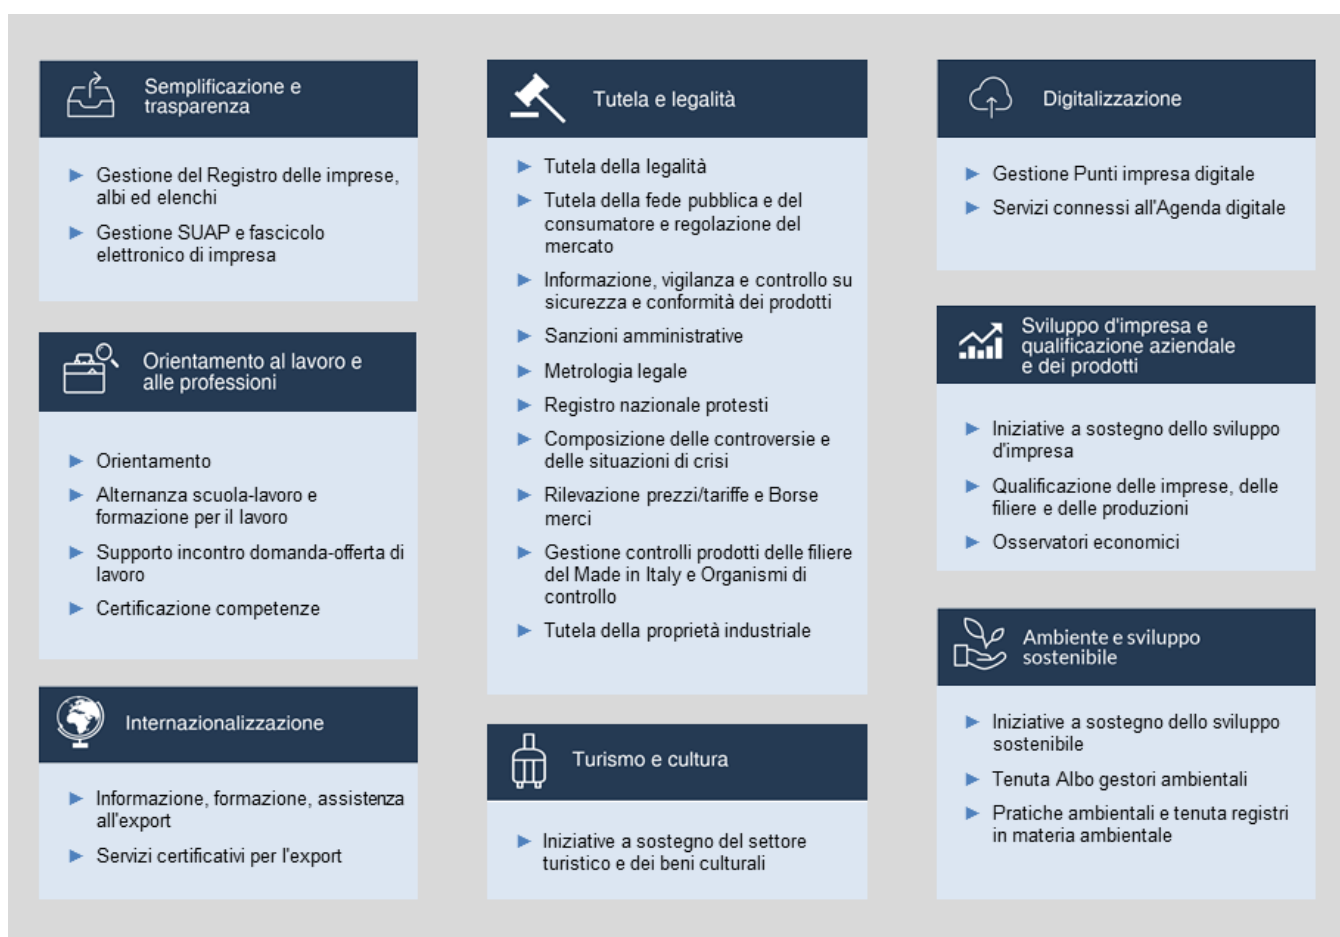 Semplificazione e
trasparenza
Gestione del Registro delle imprese,
albi ed elenchi
Gestione SUAP e fascicolo
elettronico di impresa
Orientamento al lavoro e
alle professioni
Orientamento
Alternanza scuola-lavoro e
formazione per il lavoro
Supporto incontro domanda-offerta di
lavoro
Certificazione competenze
Internazionalizzazione
Informazione, formazione, assistenza
all'export
Servizi certificativi per l'export
Tutela e legalità
Tutela della legalità
Tutela della fede pubblica e del
consumatore e regolazione del
mercato
Informazione, vigilanza e controllo su
sicurezza e conformità dei prodotti
Sanzioni amministrative
Metrologia legale
Registro nazionale protesti
Composizione delle controversie e
delle situazioni di crisi
Rilevazione prezzi/tariffe e Borse
merci
Gestione controlli prodotti delle filiere
del Made in Italy e Organismi di
controllo
Tutela della proprietà industriale
Turismo e cultura
Iniziative a sostegno del settore
turistico e dei beni culturali
Digitalizzazione
Gestione Punti impresa digitale
Servizi connessi all'Agenda digitale
Sviluppo d'impresa e
qualificazione aziendale
e dei prodotti
Iniziative a sostegno dello sviluppo
d'impresa
Qualificazione delle imprese, delle
filiere e delle produzioni
Osservatori economici
Ambiente e sviluppo
sostenibile
Iniziative a sostegno dello sviluppo
sostenibile
Tenuta Albo gestori ambientali
Pratiche ambientali e tenuta registri
in materia ambientale